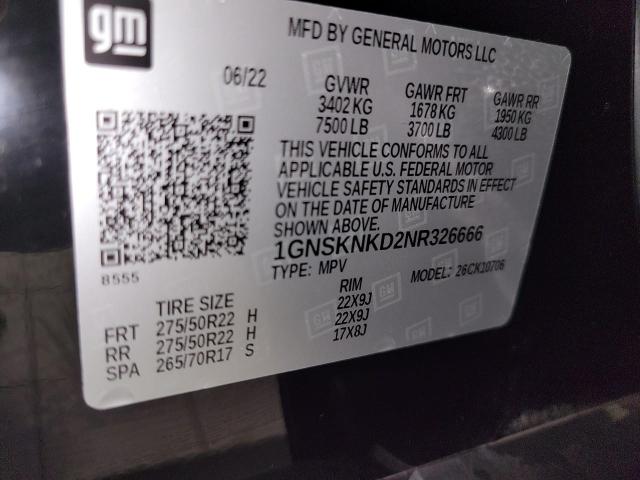 gm
MFD BY GENERAL MOTORS LLC
06/22
GVWR GAWR FRT GAWR RR
3402 KG 1678 KG 1950 KG
7500 LB 3700 LB 4300 LB
THIS VEHICLE CONFORMS TO ALL
APPLICABLE U.S. FEDERAL MOTOR
VEHICLE SAFETY STANDARDS IN EFFECT
ON THE DATE OF MANUFACTURE
SHOWN ABOVE.
1GNSKNKD2NR326666
8555
TYPE: MPV MODEL: 26CK10706
TIRE SIZE RIM
FRT 275/50R22 H 22X9J
RR 275/50R22 H 22X9J
SPA 265/70R17 S 17X8J